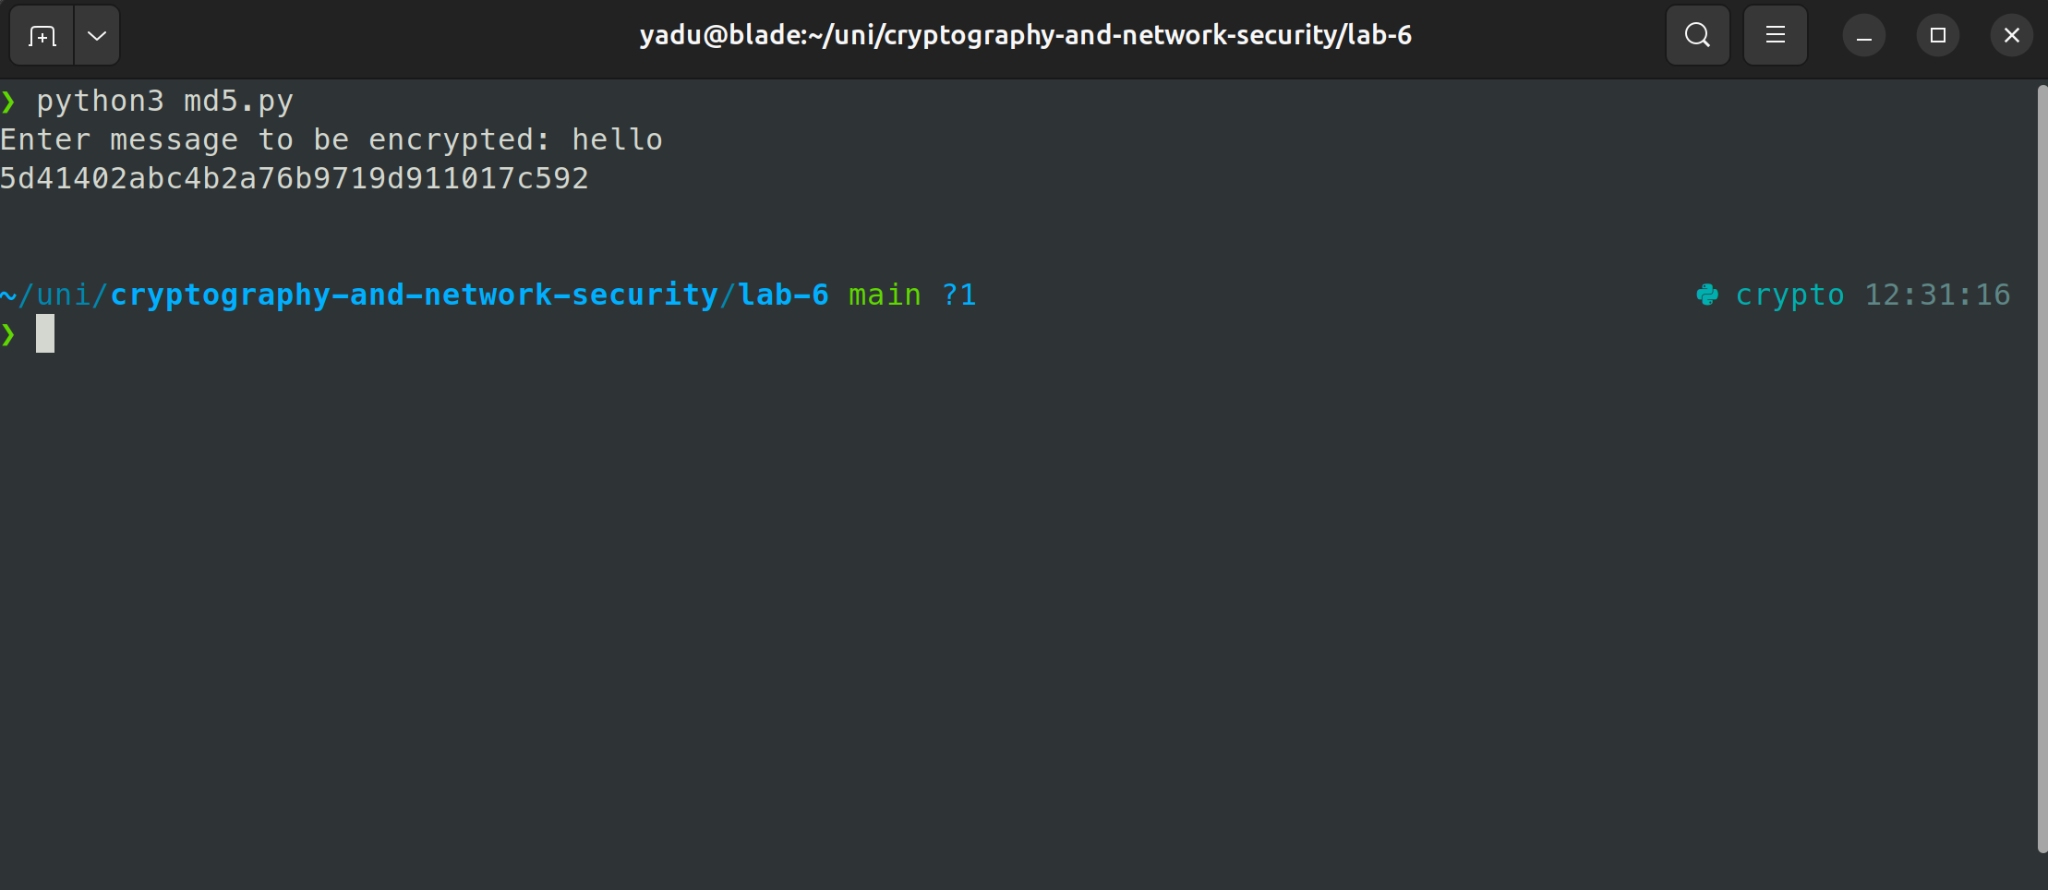 yadu@blade:~/uni/cryptography-and-network-security/lab-6
❯ python3 md5.py
Enter message to be encrypted: hello
5d41402abc4b2a76b9719d911017c592
~/uni/cryptography-and-network-security/lab-6 main ?1 crypto 12:31:16
❯